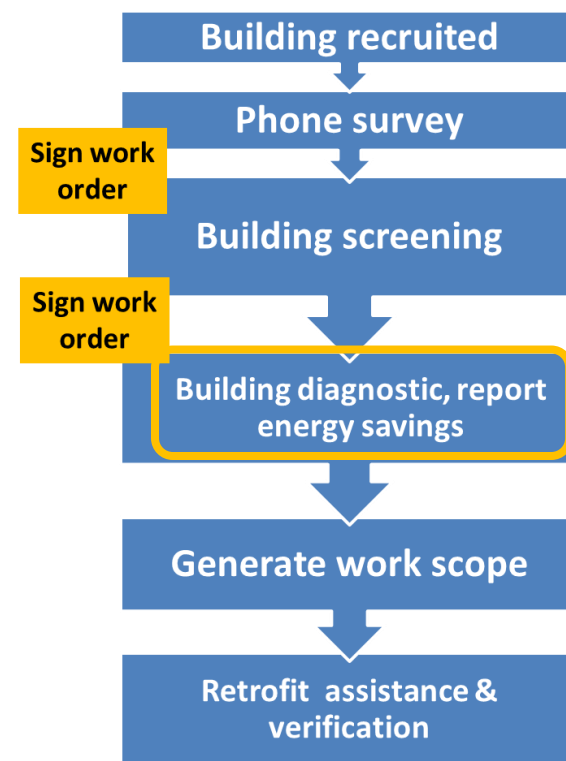 Building recruited
Phone survey
Sign work
order
Building screening
Sign work
order
Building diagnostic, report
energy savings
Generate work scope
Retrofit assistance &
verification